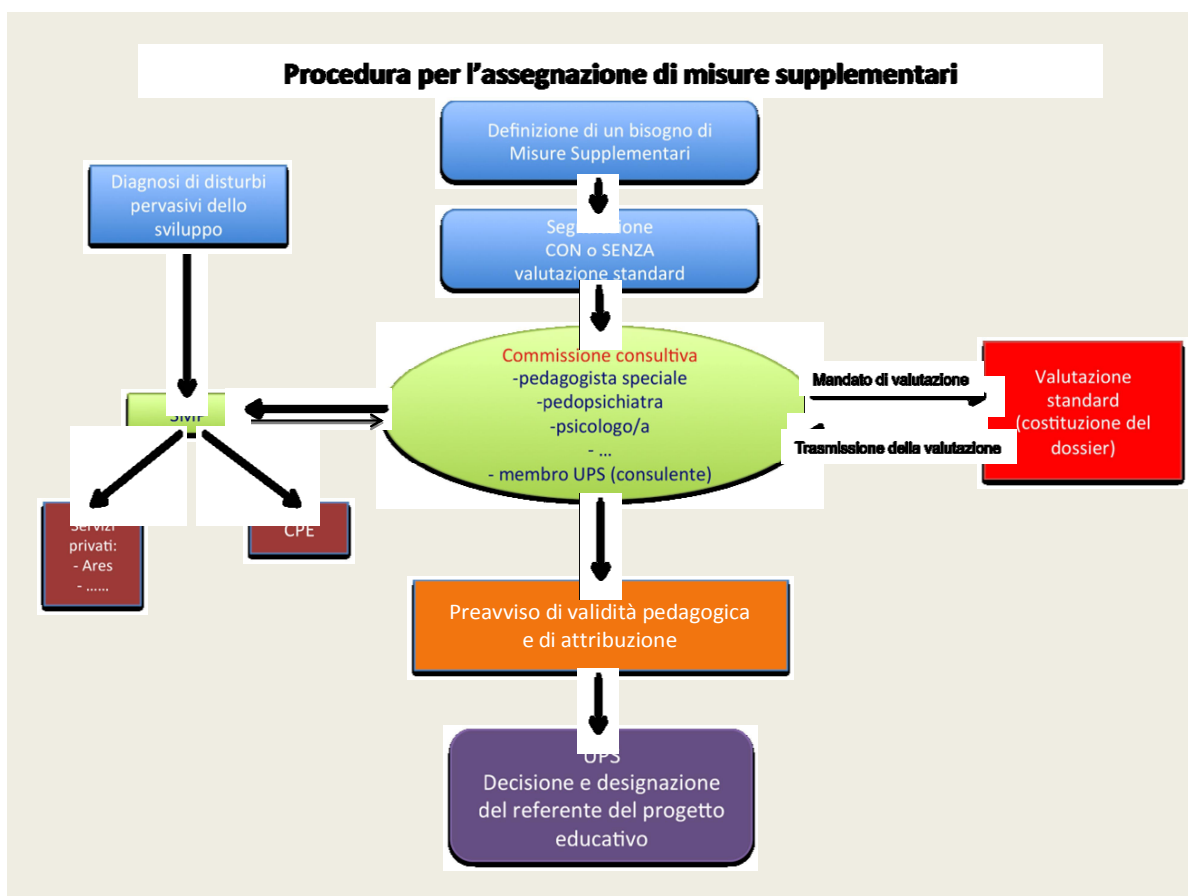 Procedura per l'assegnazione di misure supplementari
Definizione di un bisogno di
Misure Supplementari
Diagnosi di disturbi
pervasivi dello
sviluppo
CON o SENZA
valutazione standard
Commissione consultiva
-pedagogista speciale
-pedopsichiatra
-psicologo/a
- ...
- membro UPS (consulente)
Mandato di valutazione
Trasmissione della valutazione
Valutazione
standard
(costituzione del
dossier)
Servizi
privati:
- Ares
- ......
CPE
Preavviso di validità pedagogica
e di attribuzione
UPS
Decisione e designazione
del referente del progetto
educativo